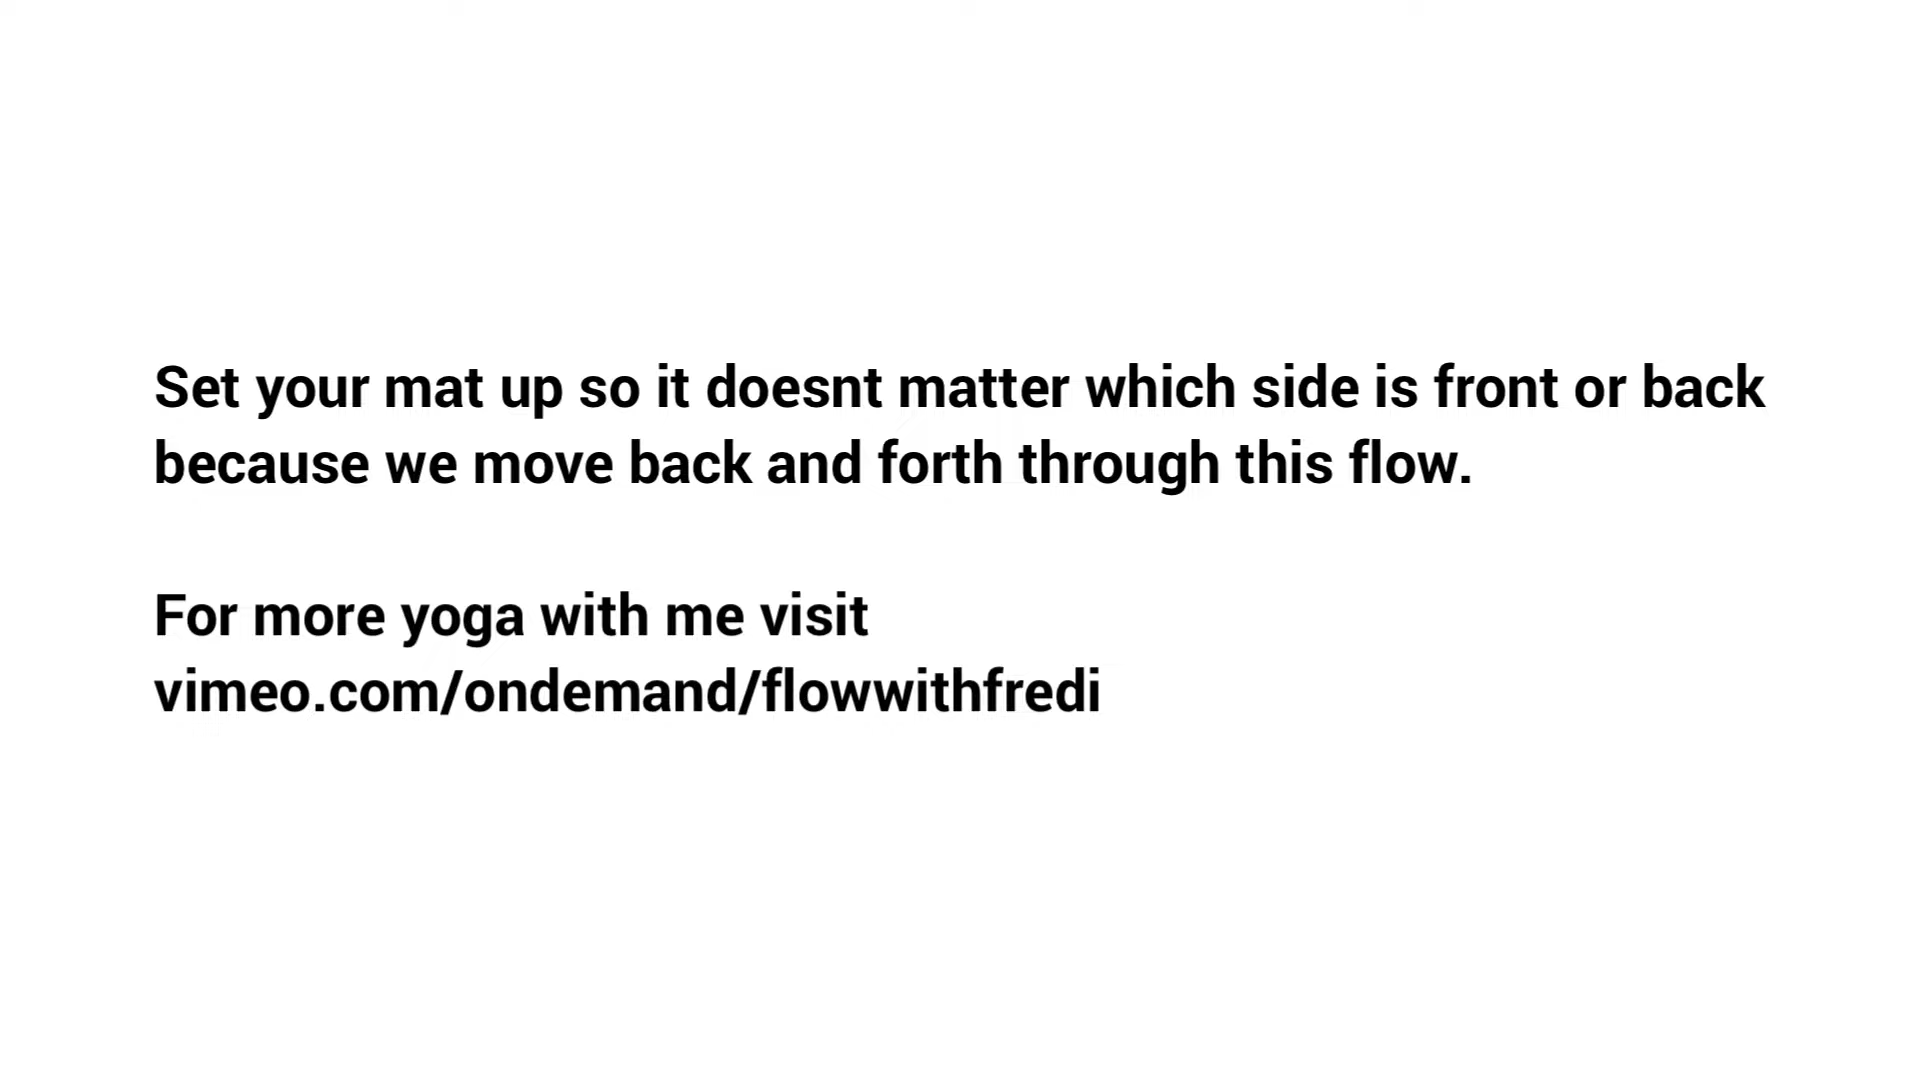 Set your mat up so it doesnt matter which side is front or back
because we move back and forth through this flow.
For more yoga with me visit
vimeo.com/ondemand/flowwithfredi